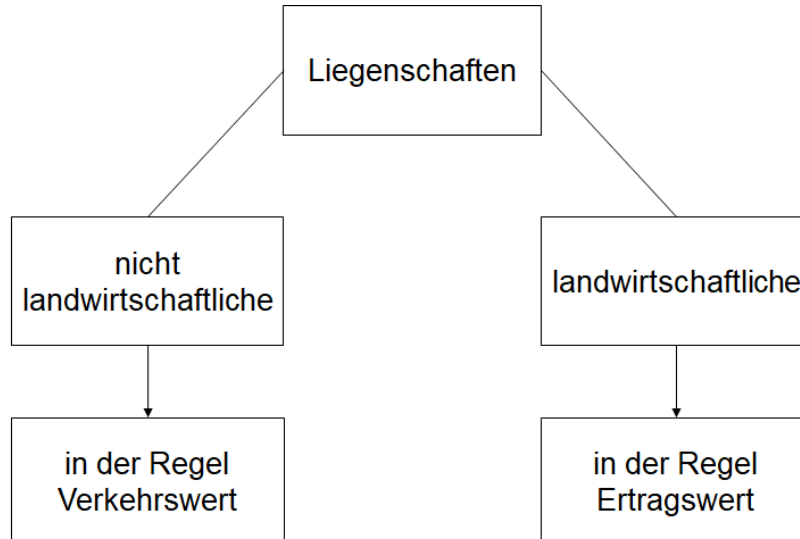 Liegenschaften
nicht
landwirtschaftliche
landwirtschaftliche
in der Regel
Verkehrswert
in der Regel
Ertragswert